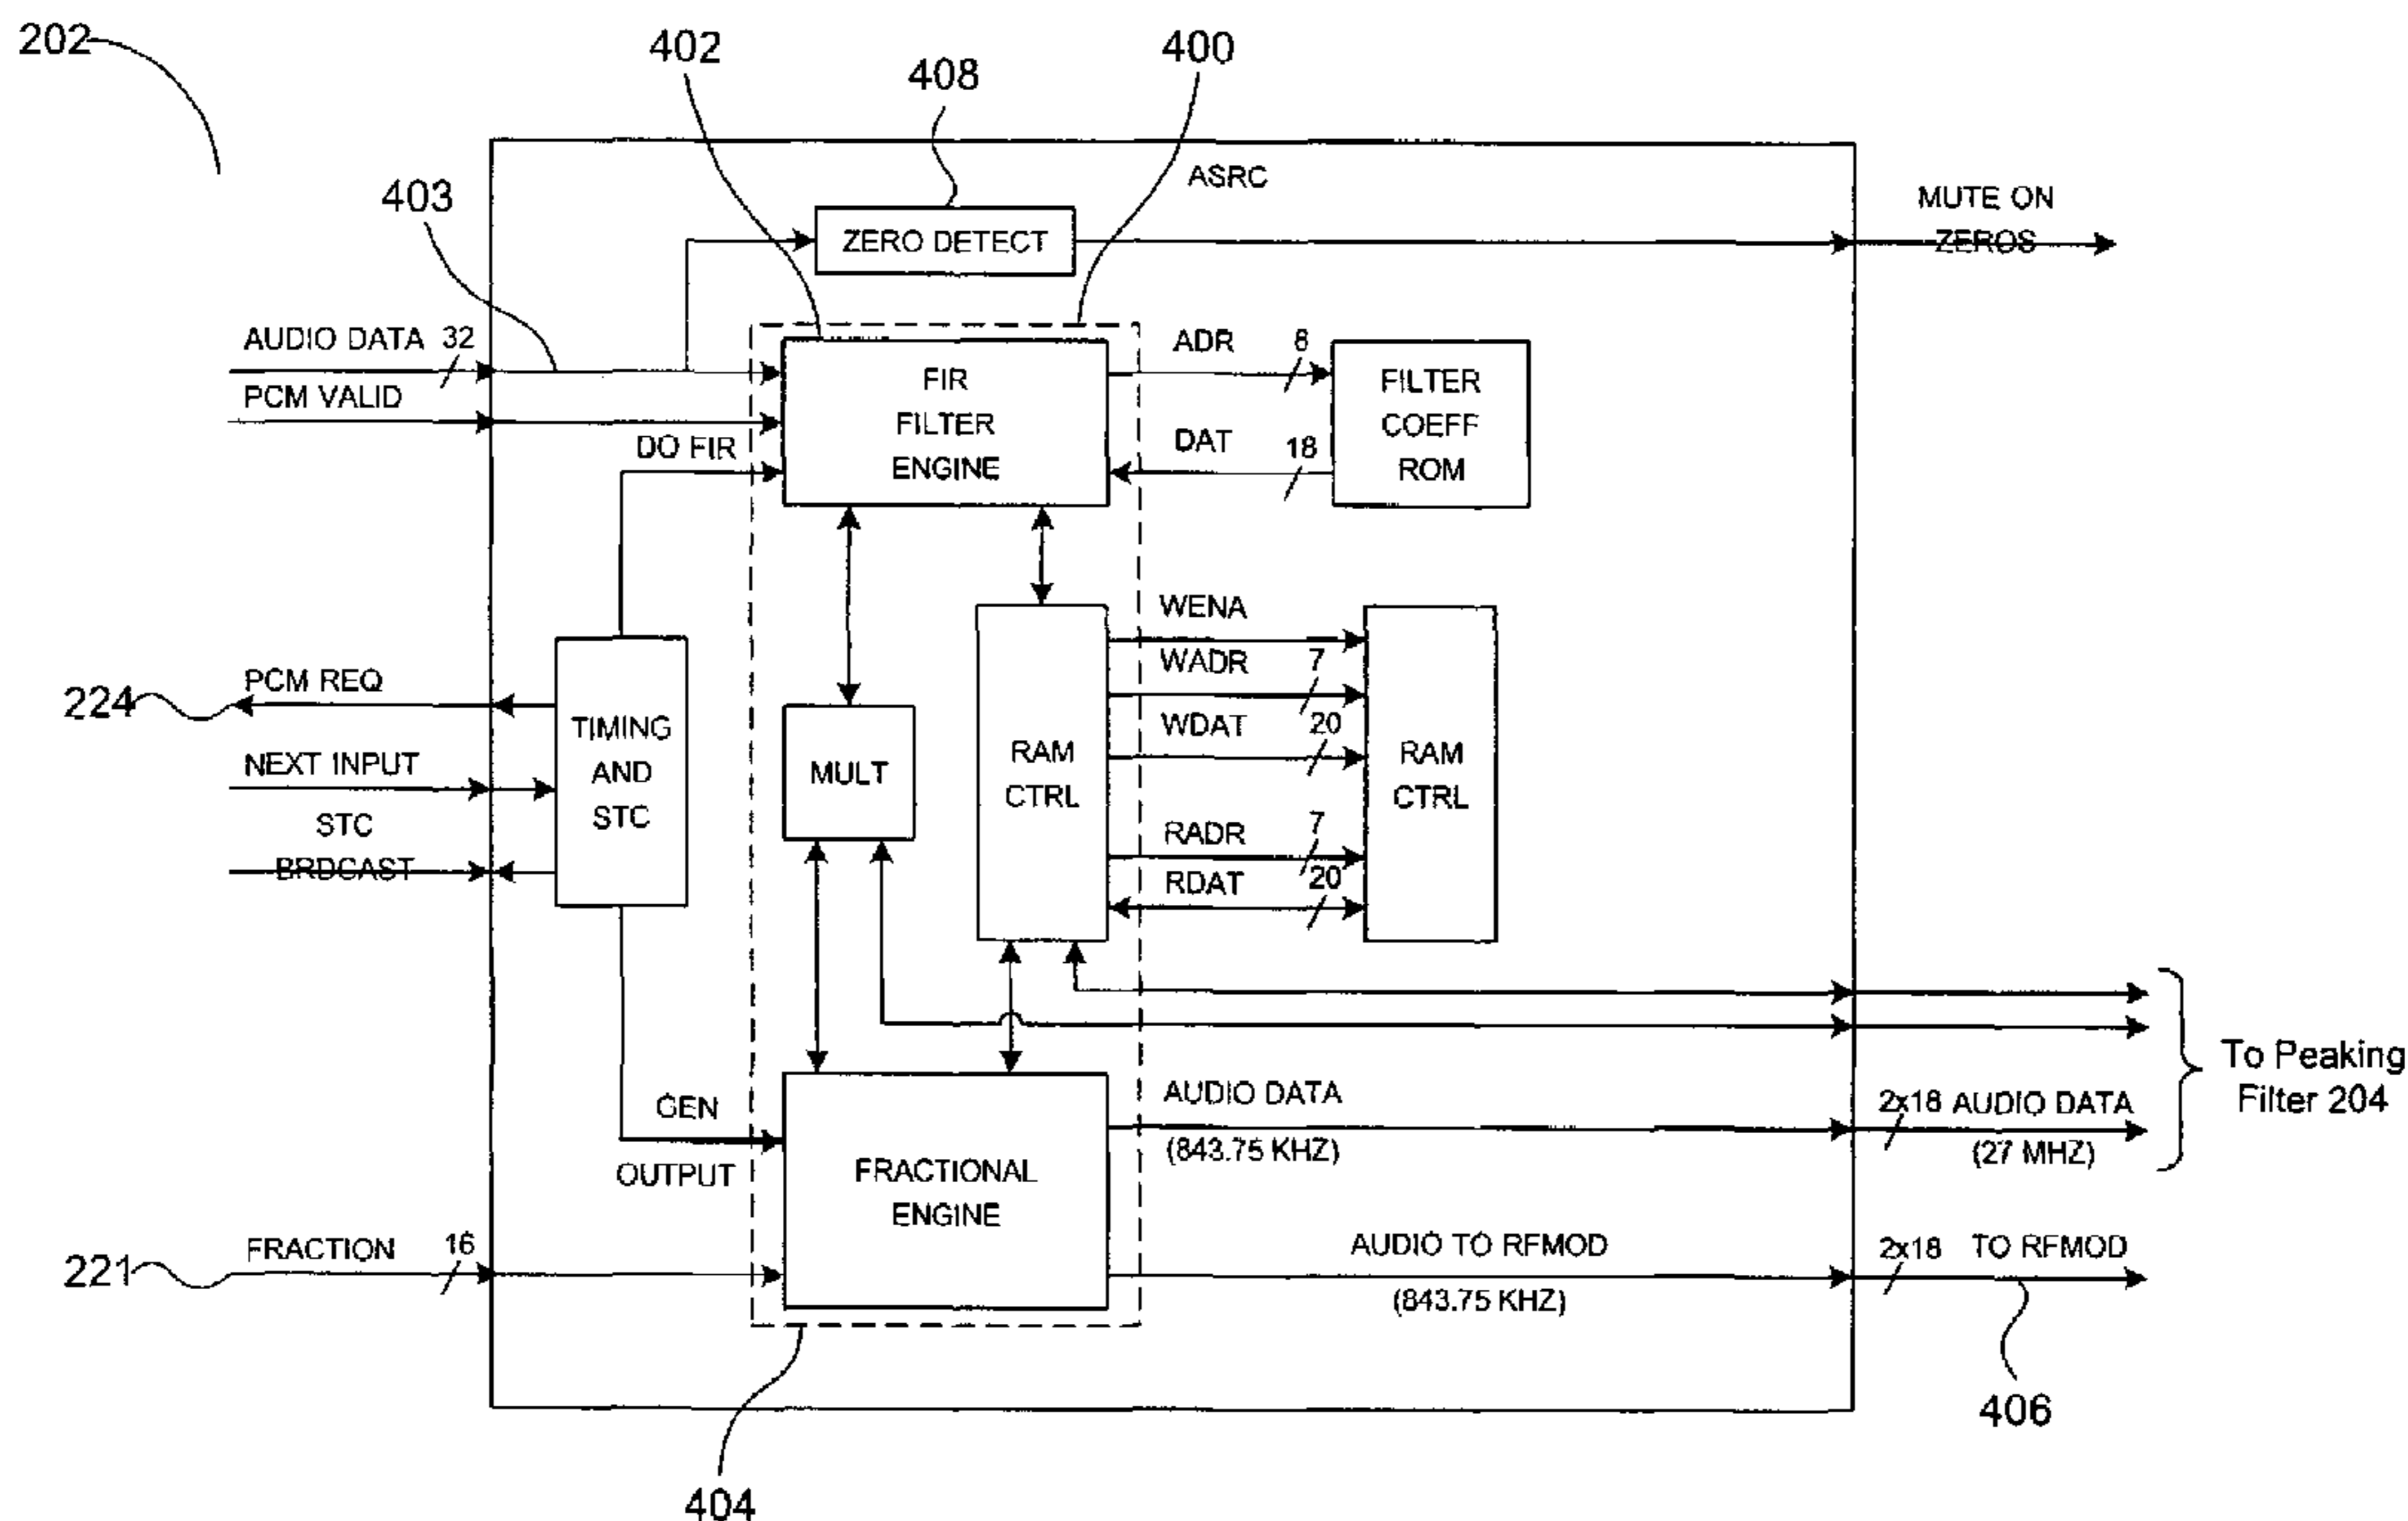 202
402
408
400
403
ASRC
MUTE ON
ZEROS
ZERO DETECT
AUDIO DATA 32
PCM VALID
DO FIR
FIR
FILTER
ENGINE
ADR 8
DAT 18
FILTER
COEFF
ROM
224
PCM REQ
NEXT INPUT
STC
BRDCAST
TIMING
AND
STC
MULT
RAM
CTRL
WENA
WADR 7
WDAT 20
RADR 7
RDAT 20
RAM
CTRL
GEN
OUTPUT
FRACTIONAL
ENGINE
AUDIO DATA
(843.75 KHZ)
2x18 AUDIO DATA
(27 MHZ)
To Peaking
Filter 204
221
FRACTION 16
AUDIO TO RFMOD
(843.75 KHZ)
2x18 TO RFMOD
406
404